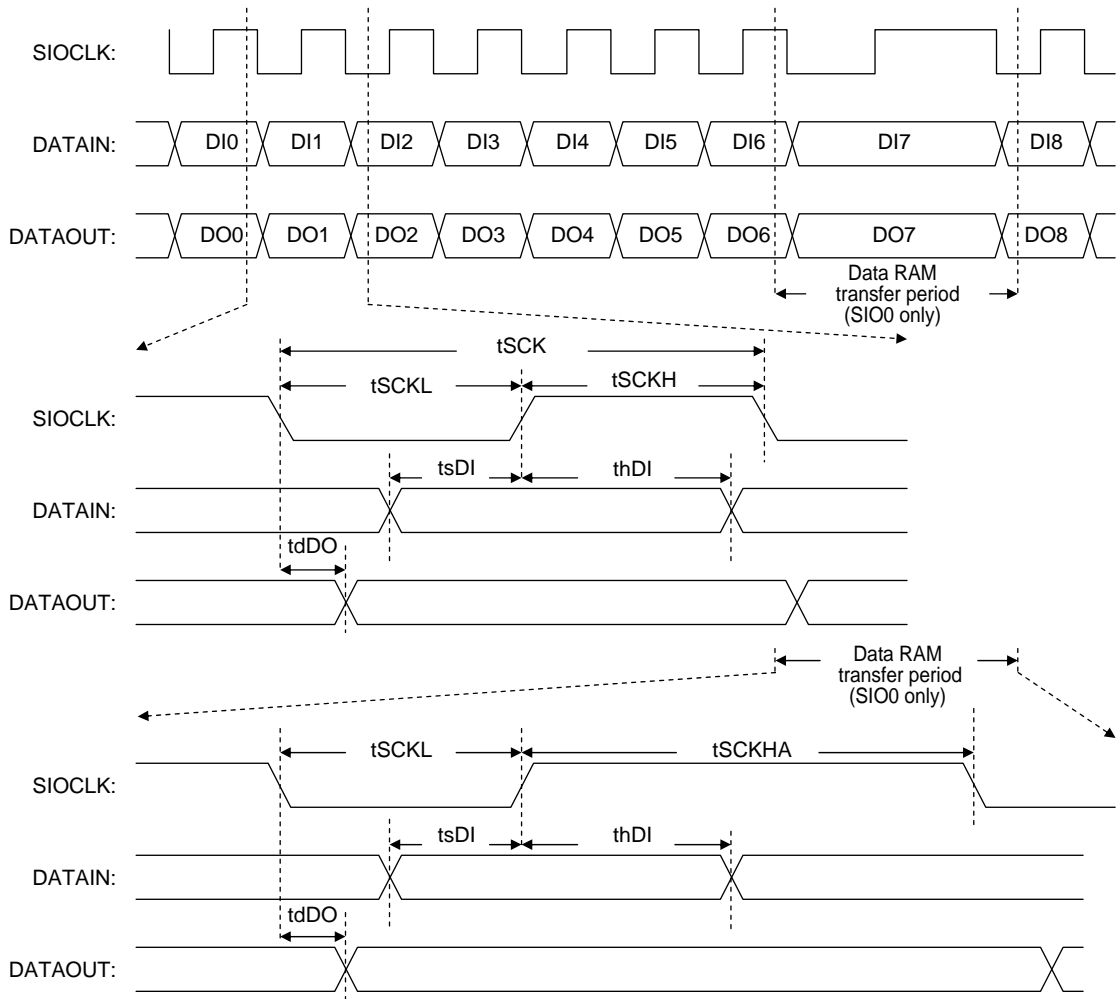 SIOCLK:
DATAIN: DI0 DI1 DI2 DI3 DI4 DI5 DI6 DI7 DI8
DATAOUT: DO0 DO1 DO2 DO3 DO4 DO5 DO6 DO7 DO8
Data RAM
transfer period
(SIO0 only)
tSCK
tSCKL tSCKH
SIOCLK:
tsDI thDI
DATAIN:
tdDO
DATAOUT:
Data RAM
transfer period
(SIO0 only)
tSCKL tSCKHA
SIOCLK:
tsDI thDI
DATAIN:
tdDO
DATAOUT: